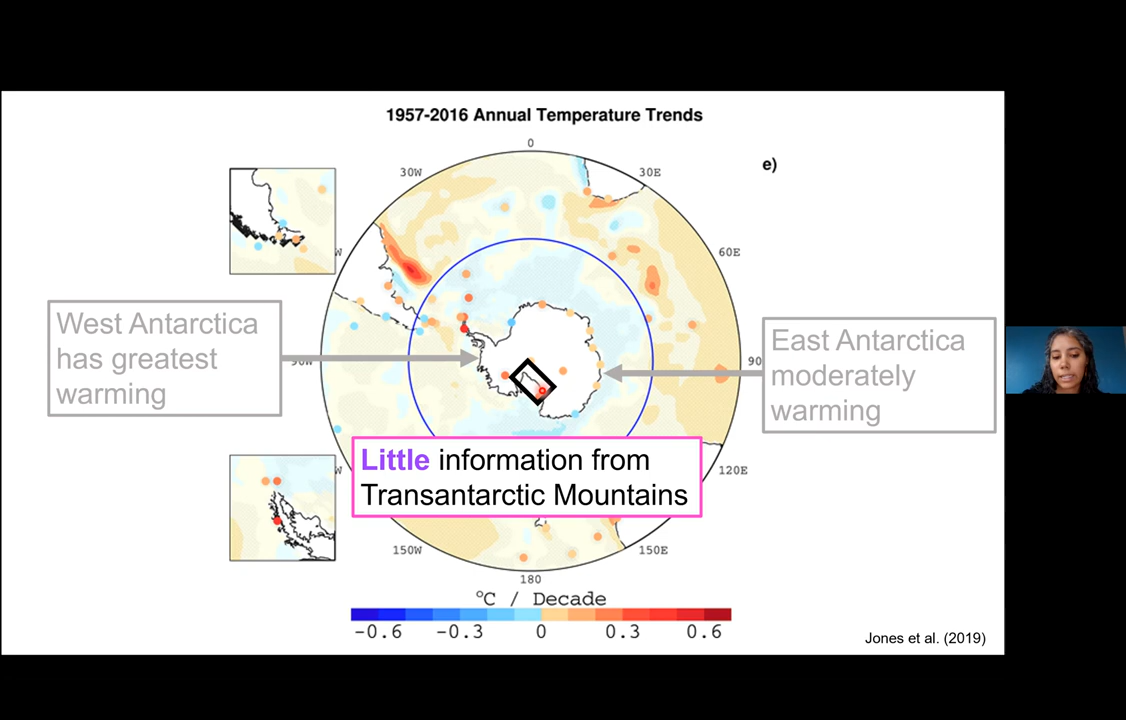 1957-2016 Annual Temperature Trends
e)
0
30W
30E
W
60E
West Antarctica
has greatest
warming
90W
East Antarctica
moderately
warming
90
Little information from
Transantarctic Mountains
W
120E
150W
150E
180
°C / Decade
-0.6
-0.3
0
0.3
0.6
Jones et al. (2019)